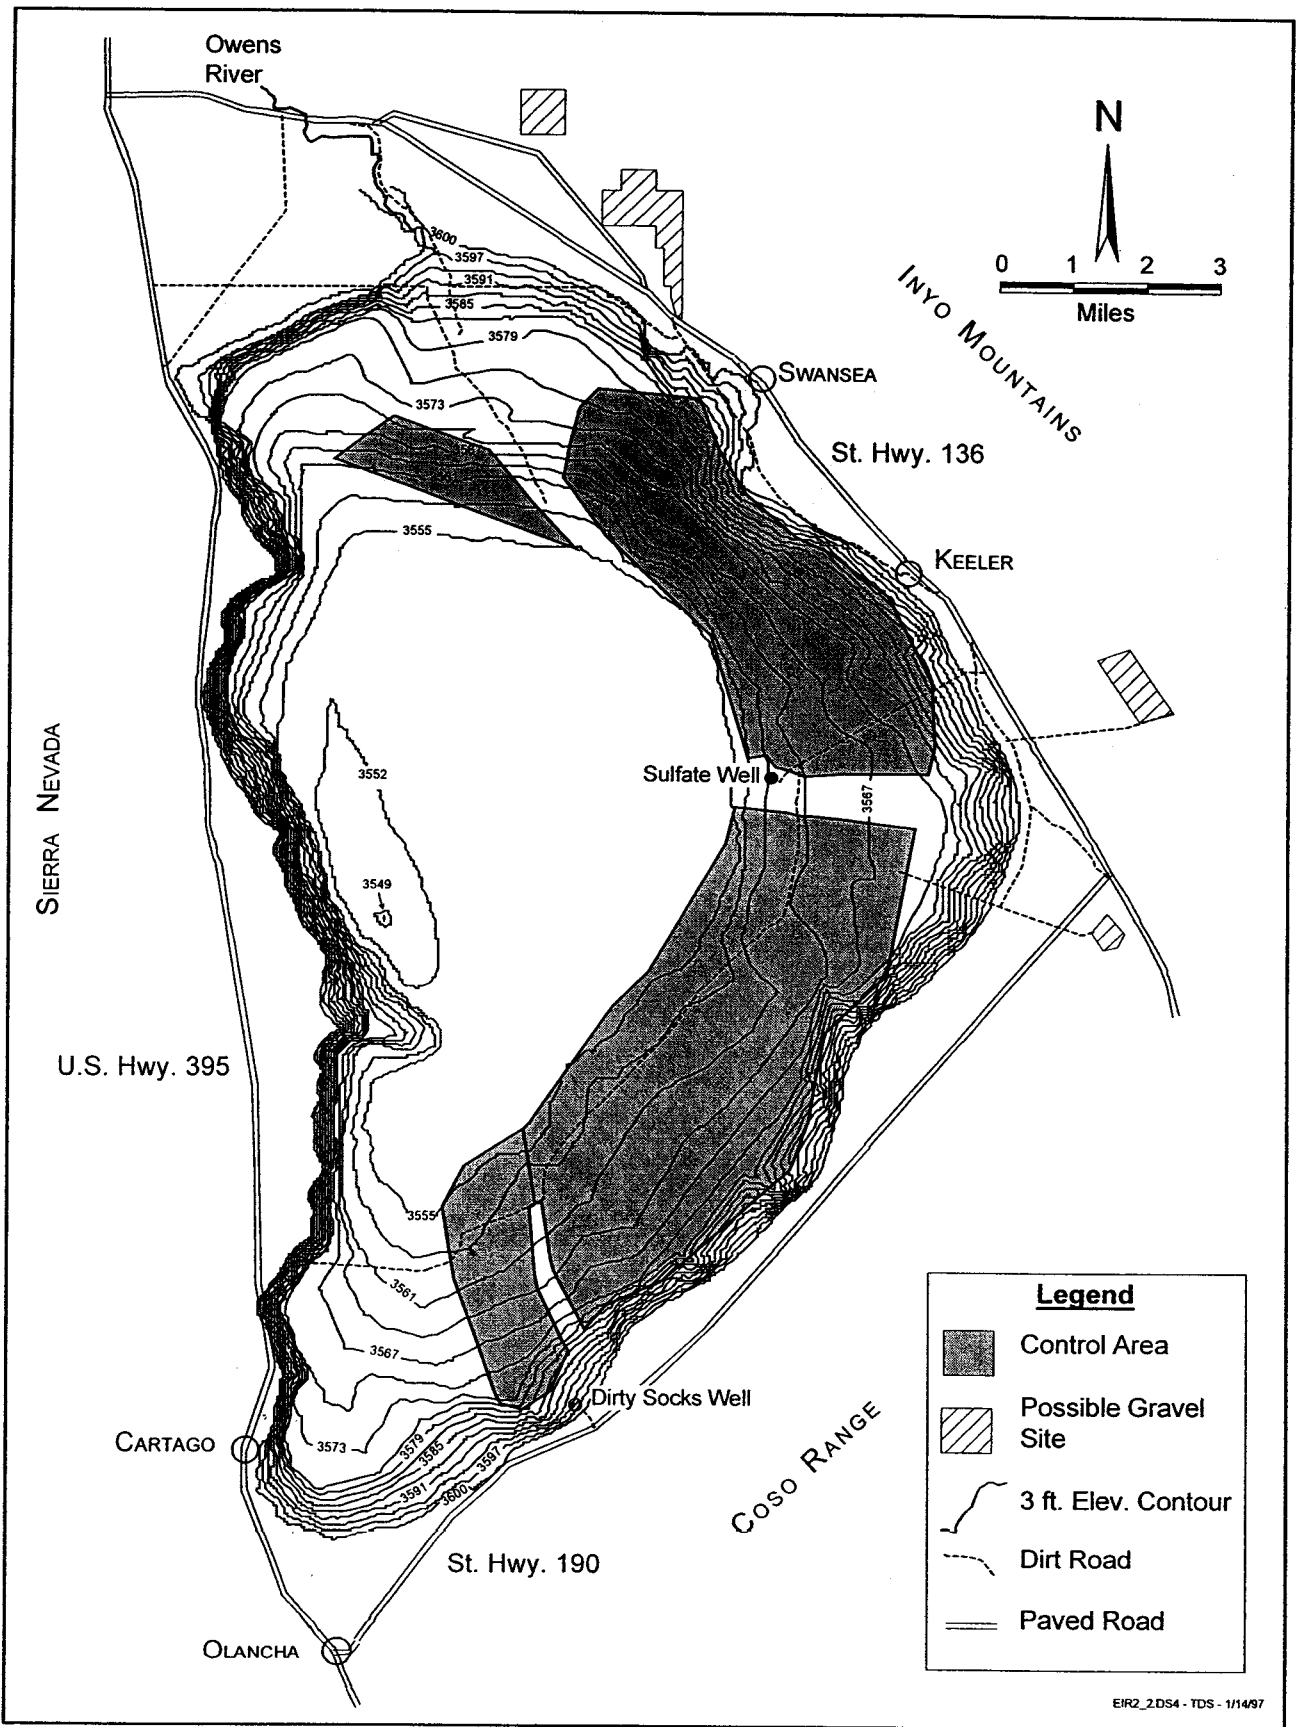 Owens
River
N
0 1 2 3
Miles
INYO MOUNTAINS
3600
3597
3591
3585
3579
3573
SWANSEA
St. Hwy. 136
3555
KEELER
SIERRA NEVADA
3552
Sulfate Well
3567
3549
U.S. Hwy. 395
3555
3561
3567
Dirty Socks Well
CARTAGO
3573
3579
3585
3591
3597
3600
COSO RANGE
St. Hwy. 190
OLANCHA
Legend
Control Area
Possible Gravel
Site
3 ft. Elev. Contour
Dirt Road
Paved Road
EIR2_2.DS4 - TDS - 1/14/97